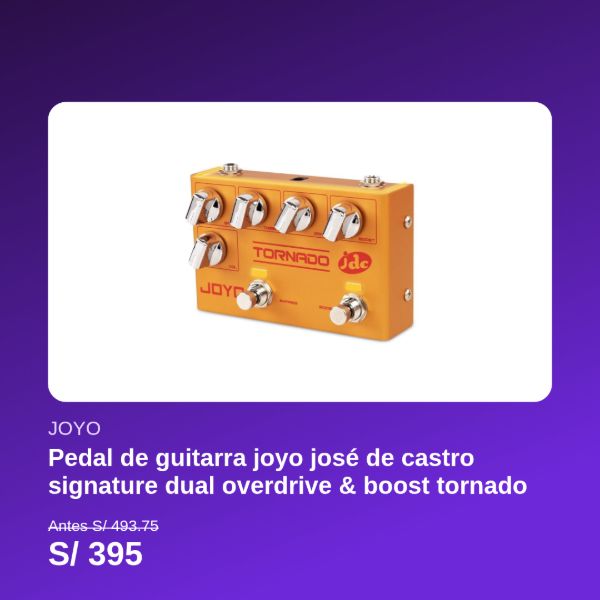 TORNADO
jdc
JOYO
JOYO
Pedal de guitarra joyo josé de castro
signature dual overdrive & boost tornado
Antes S/ 493.75
S/ 395